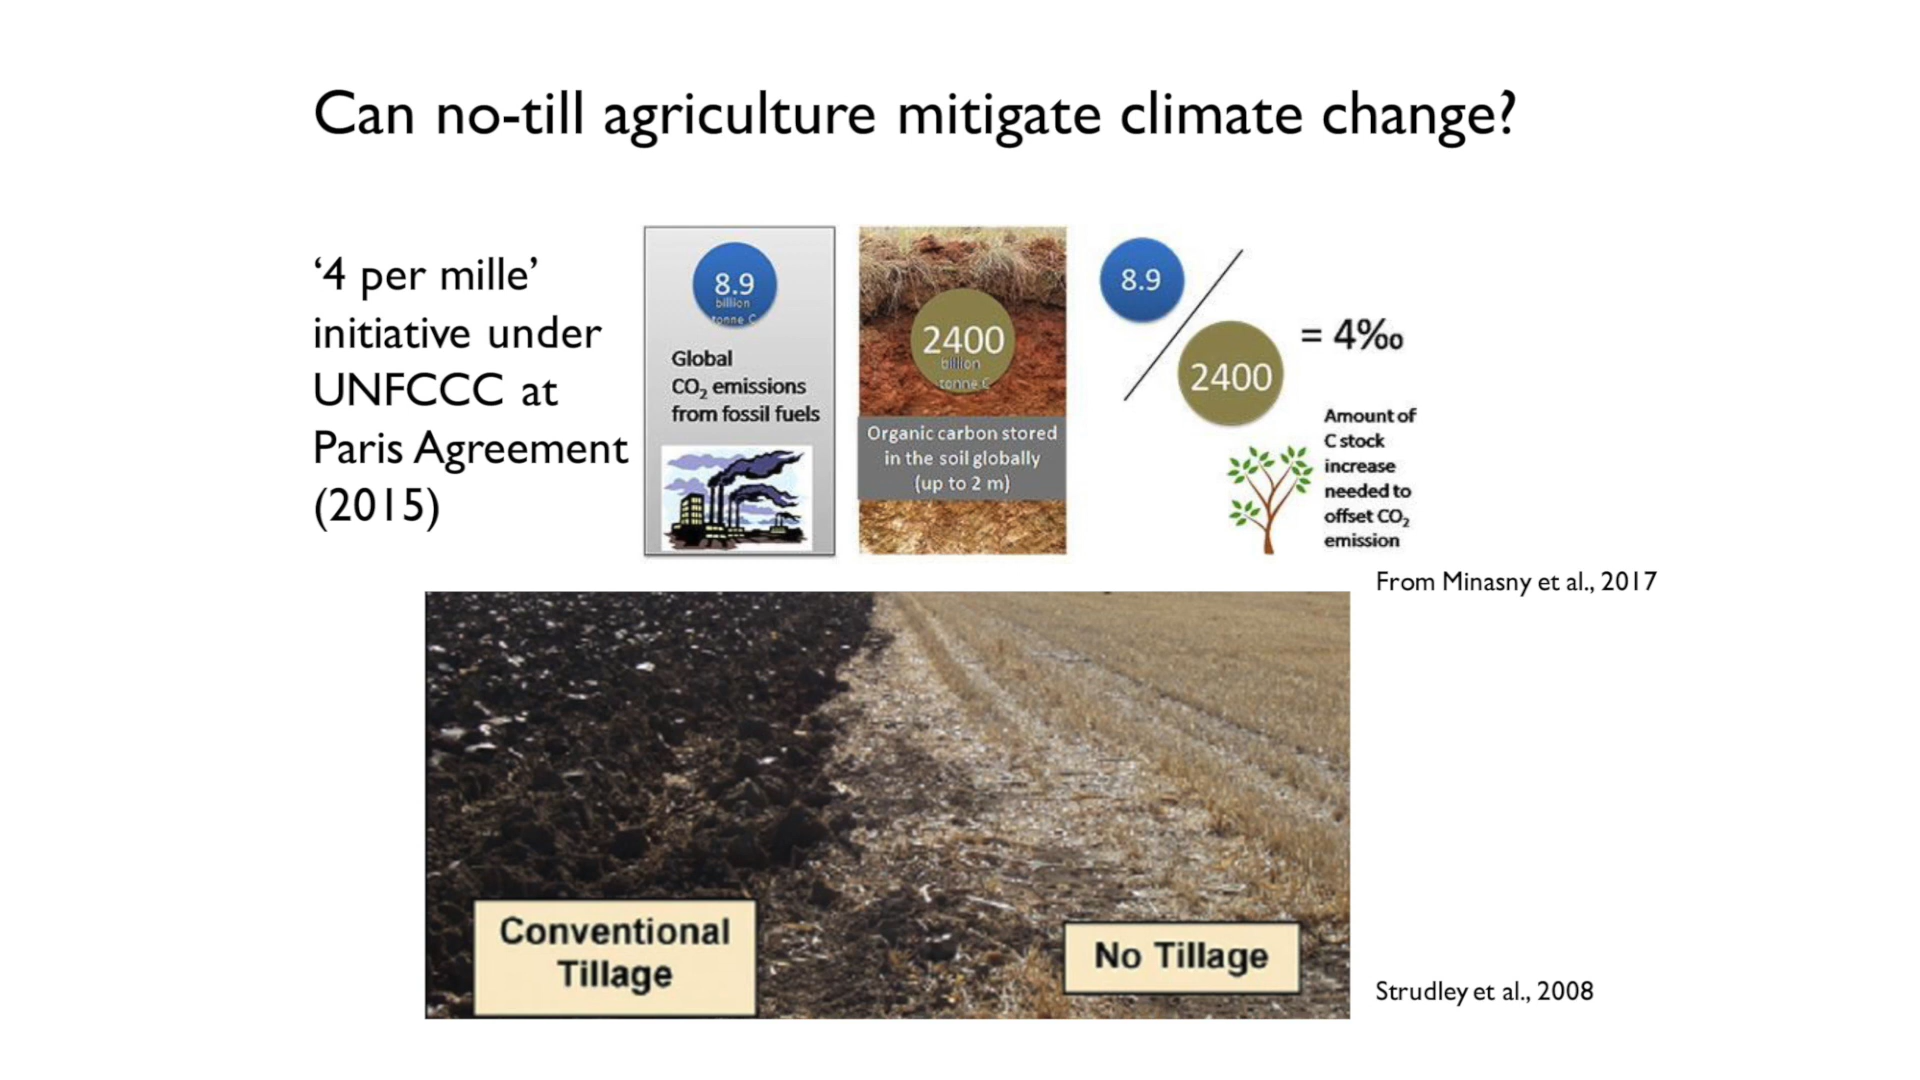 Can no-till agriculture mitigate climate change?
‘4 per mille’
initiative under
UNFCCC at
Paris Agreement
(2015)
8.9
billion
tonne C
Global
CO₂ emissions
from fossil fuels
2400
billion
tonne C
Organic carbon stored
in the soil globally
(up to 2 m)
8.9
2400
= 4‰
Amount of
C stock
increase
needed to
offset CO₂
emission
From Minasny et al., 2017
Conventional
Tillage
No Tillage
Strudley et al., 2008